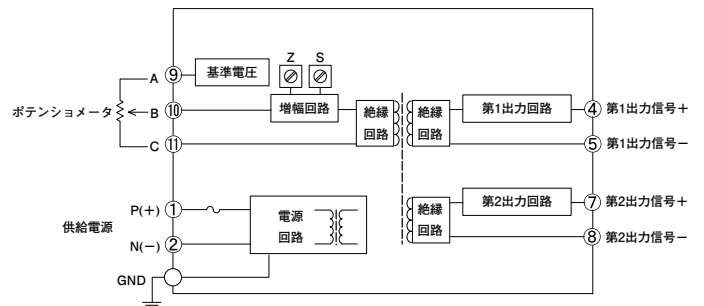 Z S
A ⑨ 基準電圧
ポテンショメータ B ⑩ 増幅回路 絶縁回路 絶縁回路 第1出力回路 ④ 第1出力信号+
C ⑪ ⑤ 第1出力信号−
P(+) ① 電源回路 絶縁回路 第2出力回路 ⑦ 第2出力信号+
供給電源
N(−) ② ⑧ 第2出力信号−
GND